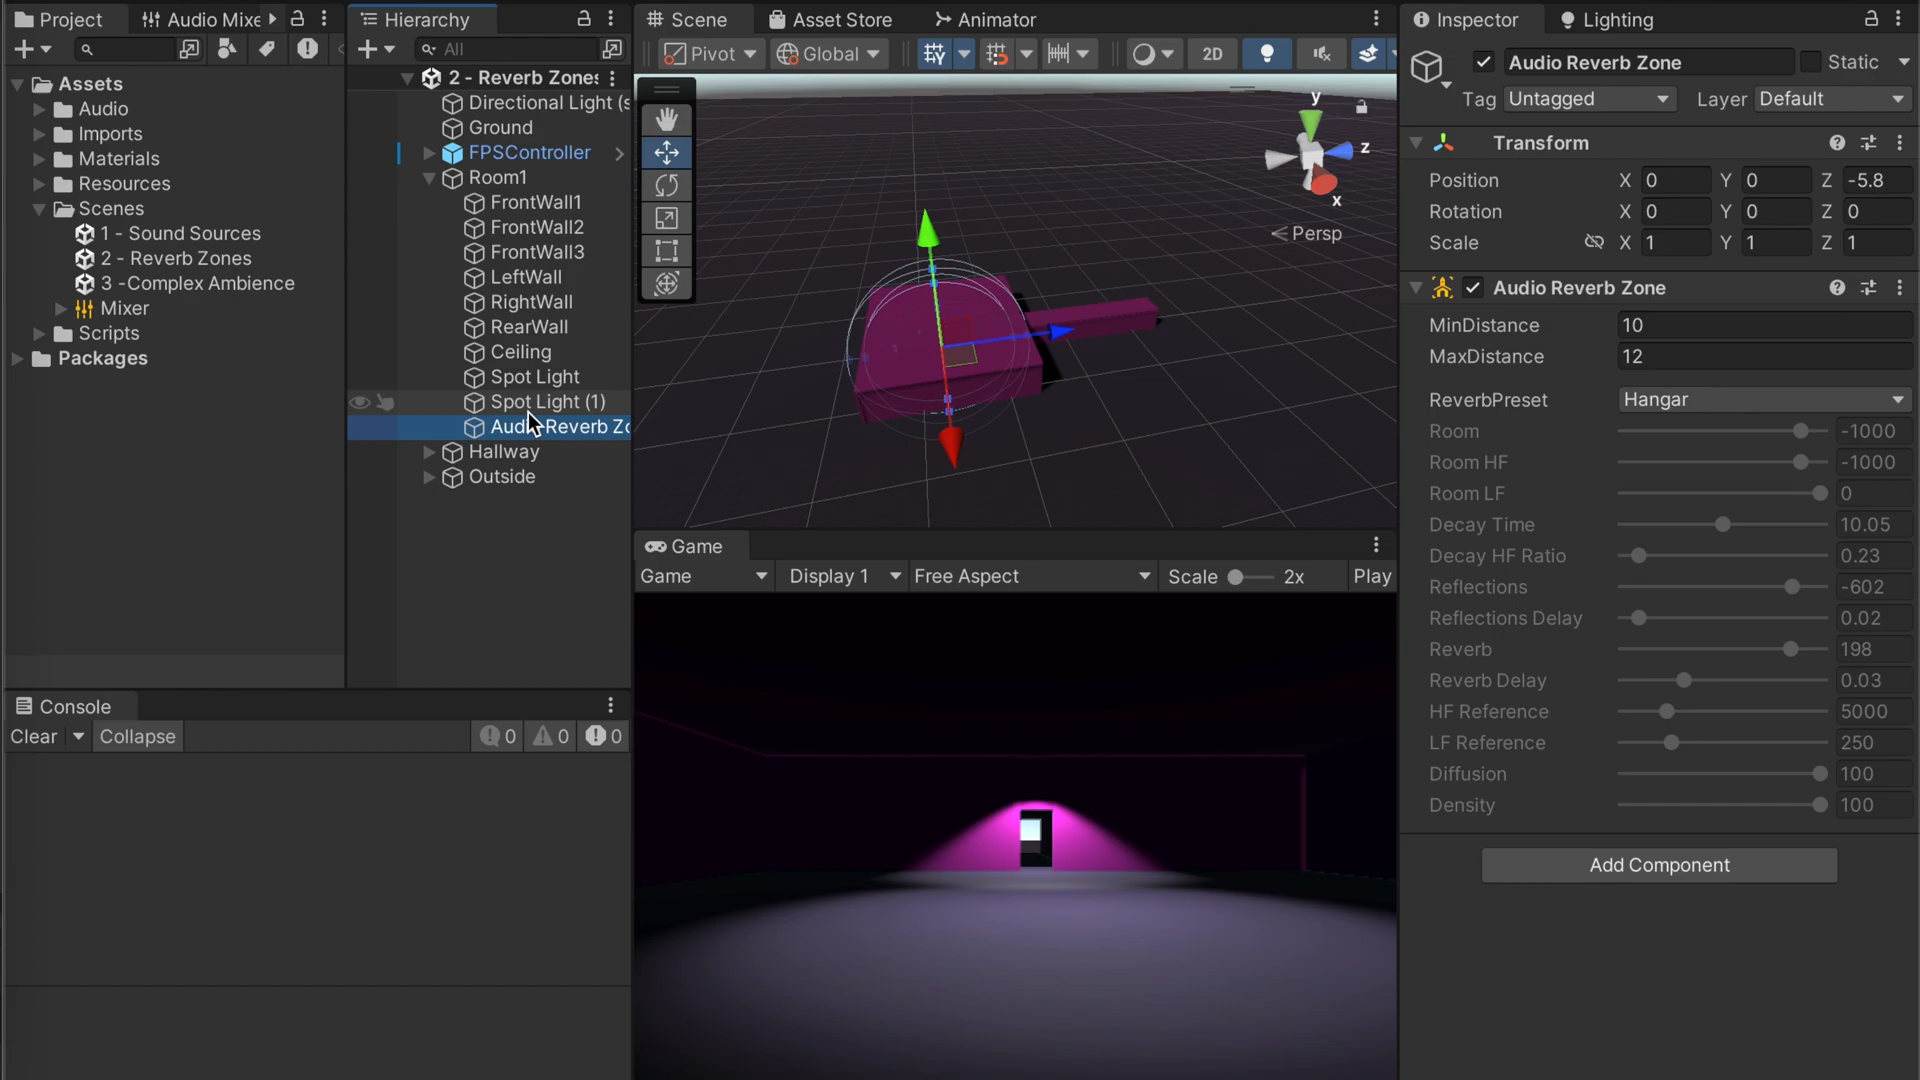 Project
Audio Mixe
All
Assets
Audio
Imports
Materials
Resources
Scenes
1 - Sound Sources
2 - Reverb Zones
3 -Complex Ambience
Mixer
Scripts
Packages
Hierarchy
2 - Reverb Zones
Directional Light (s
Ground
FPSController
Room1
FrontWall1
FrontWall2
FrontWall3
LeftWall
RightWall
RearWall
Ceiling
Spot Light
Spot Light (1)
Audio Reverb Zo
Hallway
Outside
Scene
Asset Store
Animator
Pivot
Global
2D
y
z
x
Persp
Game
Game
Display 1
Free Aspect
Scale
2x
Play
Console
Clear
Collapse
0
0
0
Inspector
Lighting
Audio Reverb Zone
Static
Tag
Untagged
Layer
Default
Transform
Position X 0 Y 0 Z -5.8
Rotation X 0 Y 0 Z 0
Scale X 1 Y 1 Z 1
Audio Reverb Zone
MinDistance 10
MaxDistance 12
ReverbPreset Hangar
Room -1000
Room HF -1000
Room LF 0
Decay Time 10.05
Decay HF Ratio 0.23
Reflections -602
Reflections Delay 0.02
Reverb 198
Reverb Delay 0.03
HF Reference 5000
LF Reference 250
Diffusion 100
Density 100
Add Component